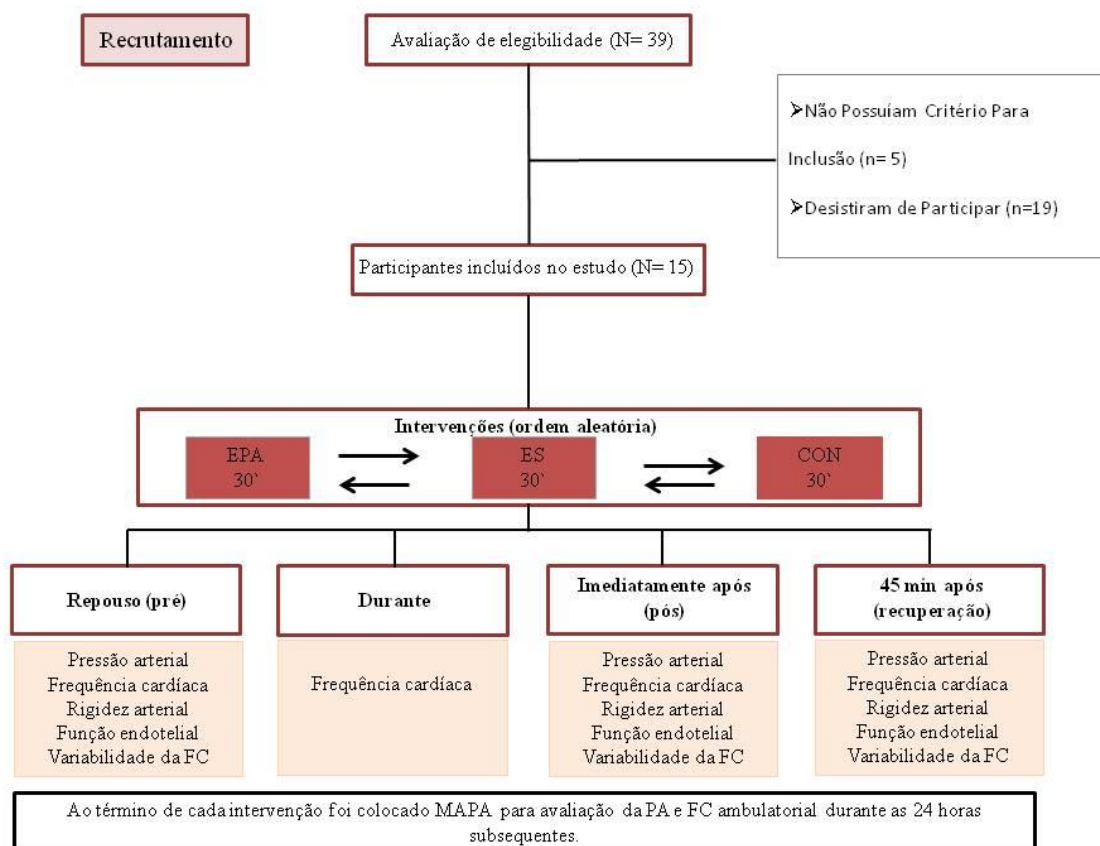 Recrutamento
Avaliação de elegibilidade (N= 39)
➢Não Possuíam Critério Para
Inclusão (n= 5)
➢Desistiram de Participar (n=19)
Participantes incluídos no estudo (N= 15)
Intervenções (ordem aleatória)
EPA
30`
ES
30`
CON
30`
Repouso (pré)
Pressão arterial
Frequência cardíaca
Rigidez arterial
Função endotelial
Variabilidade da FC
Durante
Frequência cardíaca
Imediatamente após
(pós)
Pressão arterial
Frequência cardíaca
Rigidez arterial
Função endotelial
Variabilidade da FC
45 min após
(recuperação)
Pressão arterial
Frequência cardíaca
Rigidez arterial
Função endotelial
Variabilidade da FC
Ao término de cada intervenção foi colocado MAPA para avaliação da PA e FC ambulatorial durante as 24 horas
subsequentes.